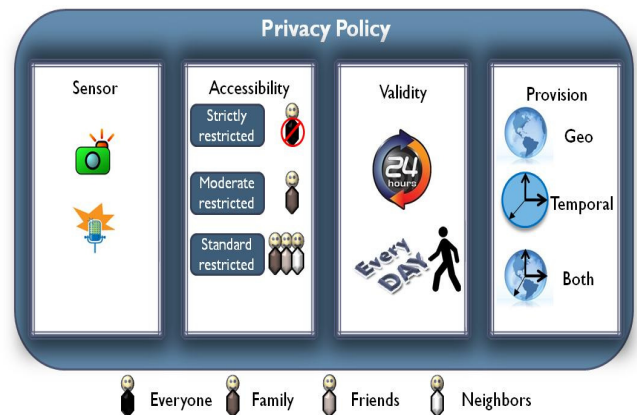 Privacy Policy
Sensor
Accessibility
Strictly
restricted
Moderate
restricted
Standard
restricted
Validity
24
hours
Every
DAY
Provision
Geo
Temporal
Both
Everyone
Family
Friends
Neighbors